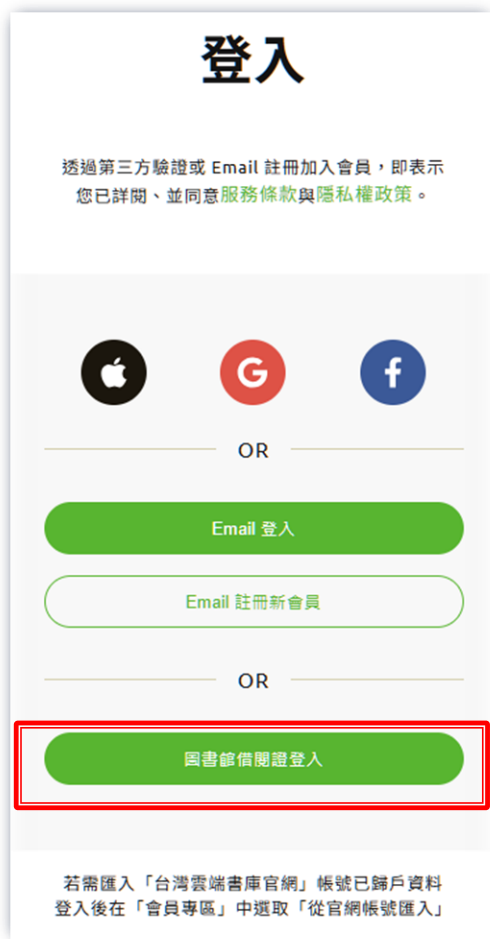 登入
透過第三方驗證或 Email 註冊加入會員，即表示
您已詳閱、並同意服務條款與隱私權政策。
OR
Email 登入
Email 註冊新會員
OR
圖書館借閱證登入
若需匯入「台灣雲端書庫官網」帳號已歸戶資料
登入後在「會員專區」中選取「從官網帳號匯入」